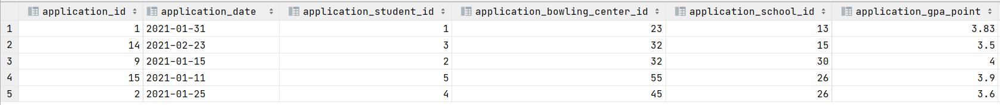 application_id application_date application_student_id application_bowling_center_id application_school_id application_gpa_point
1 1 2021-01-31 1 23 13 3.83
2 14 2021-02-23 3 32 15 3.5
3 9 2021-01-15 2 32 30 4
4 15 2021-01-11 5 55 26 3.9
5 2 2021-01-25 4 45 26 3.6